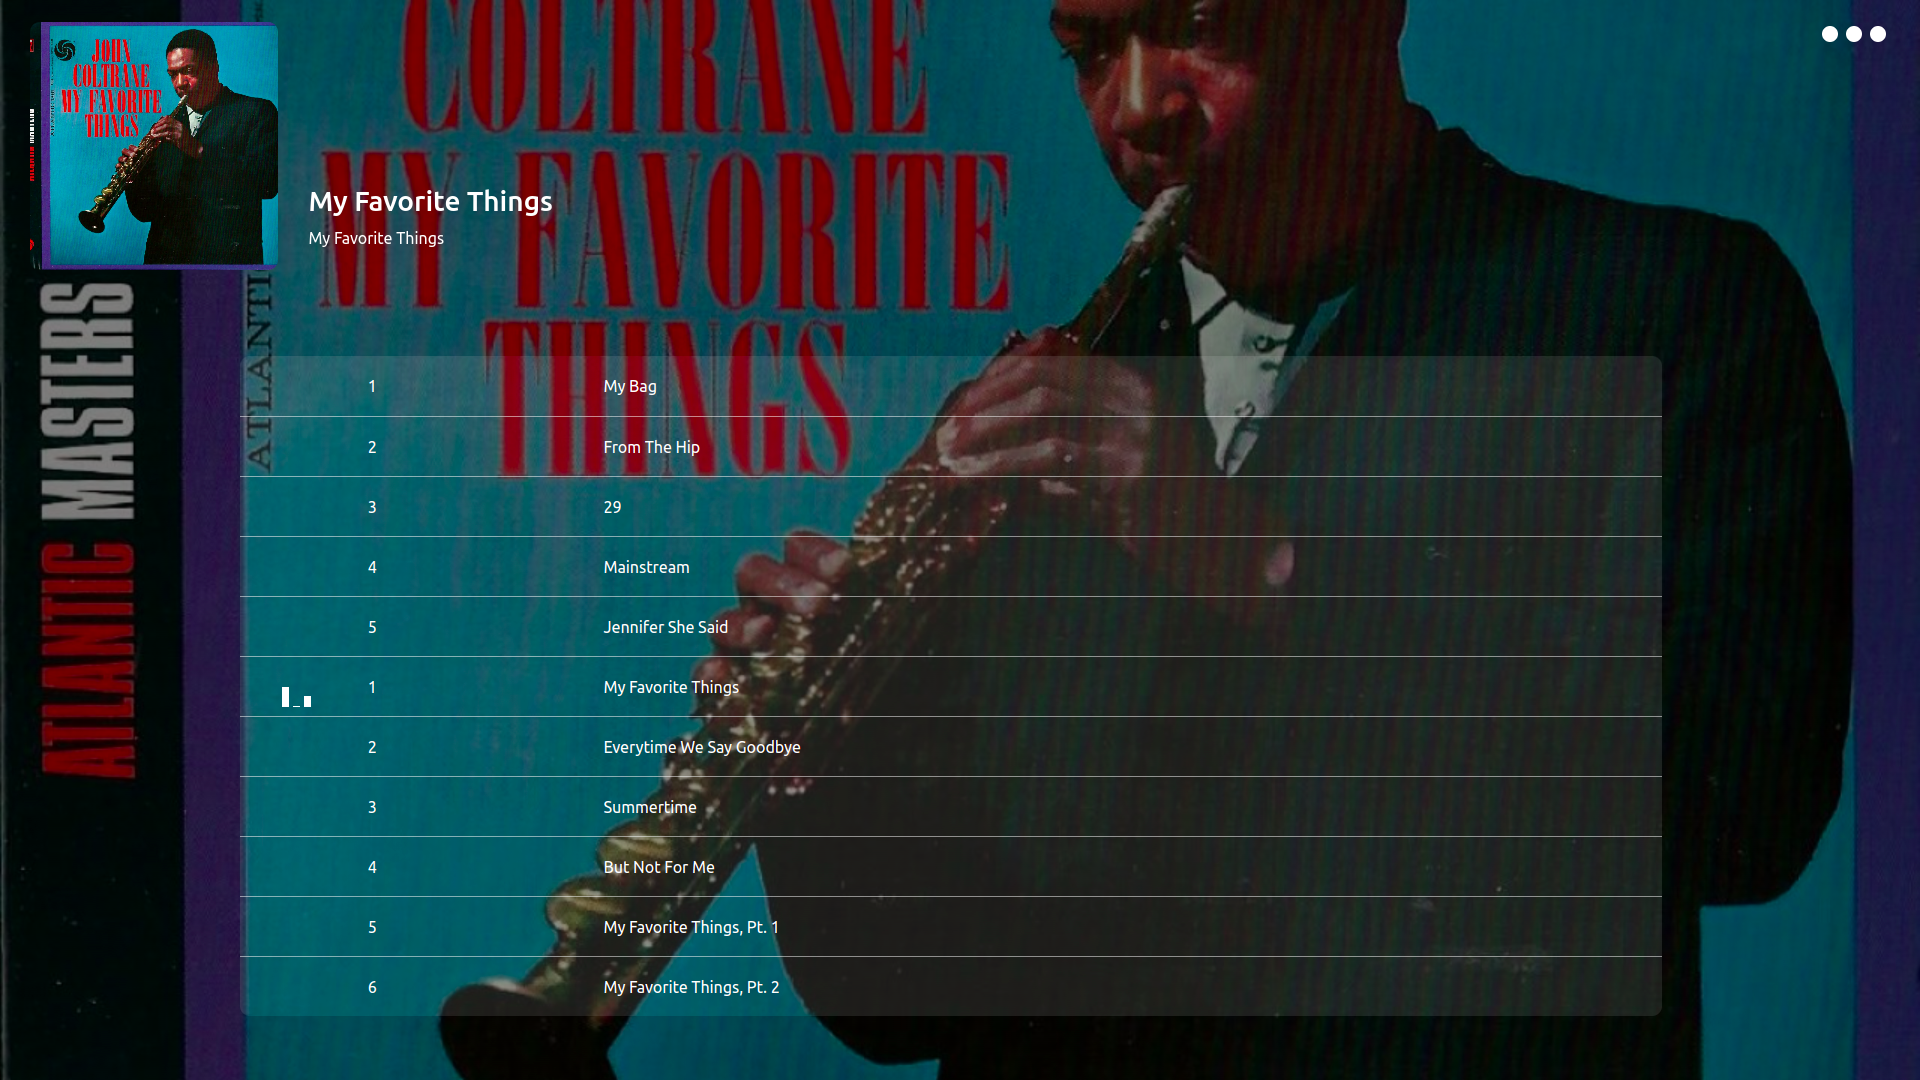 JOHN
COLTRANE
MY FAVORITE
THINGS
COLTRANE
MY FAVORITE
THINGS
My Favorite Things
My Favorite Things
ATLANTIC MASTERS
ATLANTI
1 My Bag
2 From The Hip
3 29
4 Mainstream
5 Jennifer She Said
1 My Favorite Things
2 Everytime We Say Goodbye
3 Summertime
4 But Not For Me
5 My Favorite Things, Pt. 1
6 My Favorite Things, Pt. 2